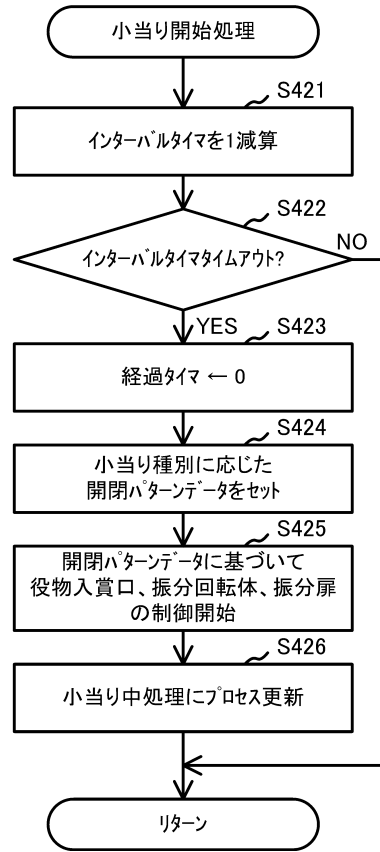 小当り開始処理
S421
インターバルタイマを1減算
S422
インターバルタイマタイムアウト?
NO
YES
S423
経過タイマ ← 0
S424
小当り種別に応じた
開閉パターンデータをセット
S425
開閉パターンデータに基づいて
役物入賞口、振分回転体、振分扉
の制御開始
S426
小当り中処理にプロセス更新
リターン